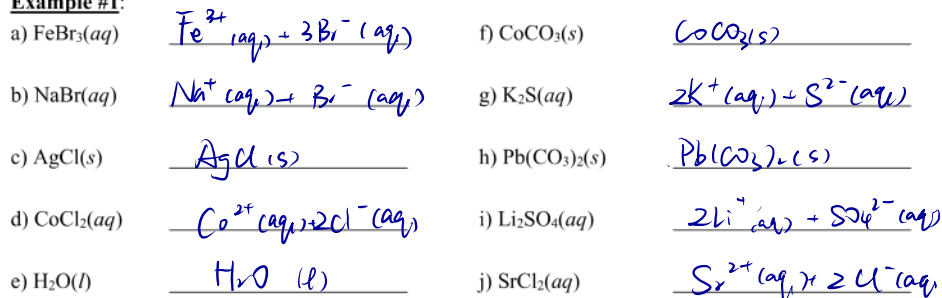 Example #1:
a) FeBr₃(aq) Fe³⁺(aq) + 3Br⁻(aq)
b) NaBr(aq) Na⁺(aq) + Br⁻(aq)
c) AgCl(s) AgCl(s)
d) CoCl₂(aq) Co²⁺(aq) + 2Cl⁻(aq)
e) H₂O(l) H₂O (l)
f) CoCO₃(s) CoCO₃(s)
g) K₂S(aq) 2K⁺(aq) + S²⁻(aq)
h) Pb(CO₃)₂(s) Pb(CO₃)₂(s)
i) Li₂SO₄(aq) 2Li⁺(aq) + SO₄²⁻(aq)
j) SrCl₂(aq) Sr²⁺(aq) + 2Cl⁻(aq)